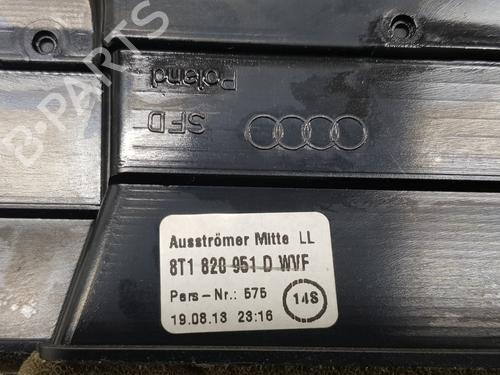 Poland
SFD
B-PARTS
Ausströmer Mitte LL
8T1 820 951 D WVF
Pers-Nr.: 575
14S
19.08.13 23:16